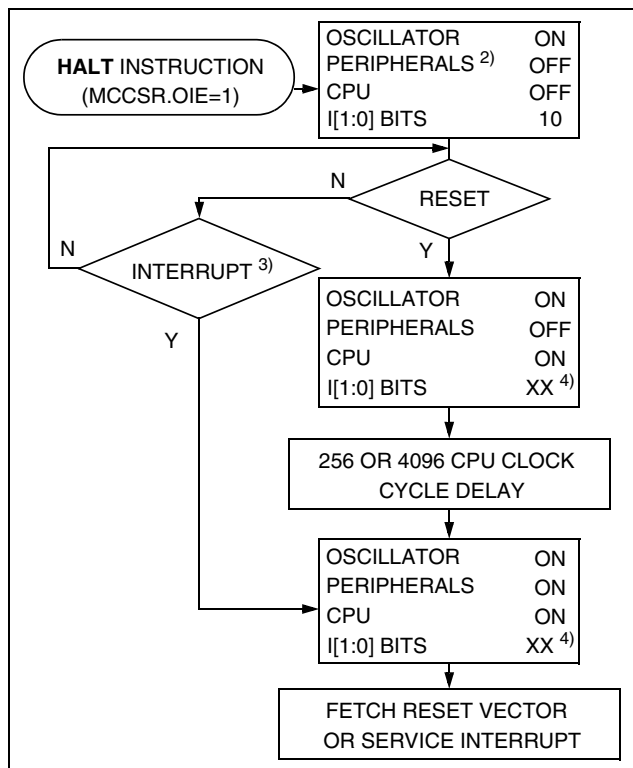 HALT INSTRUCTION
(MCCSR.OIE=1)
OSCILLATOR ON
PERIPHERALS 2) OFF
CPU OFF
I[1:0] BITS 10
N
RESET
N
INTERRUPT 3)
Y
Y
OSCILLATOR ON
PERIPHERALS OFF
CPU ON
I[1:0] BITS XX 4)
256 OR 4096 CPU CLOCK
CYCLE DELAY
OSCILLATOR ON
PERIPHERALS ON
CPU ON
I[1:0] BITS XX 4)
FETCH RESET VECTOR
OR SERVICE INTERRUPT